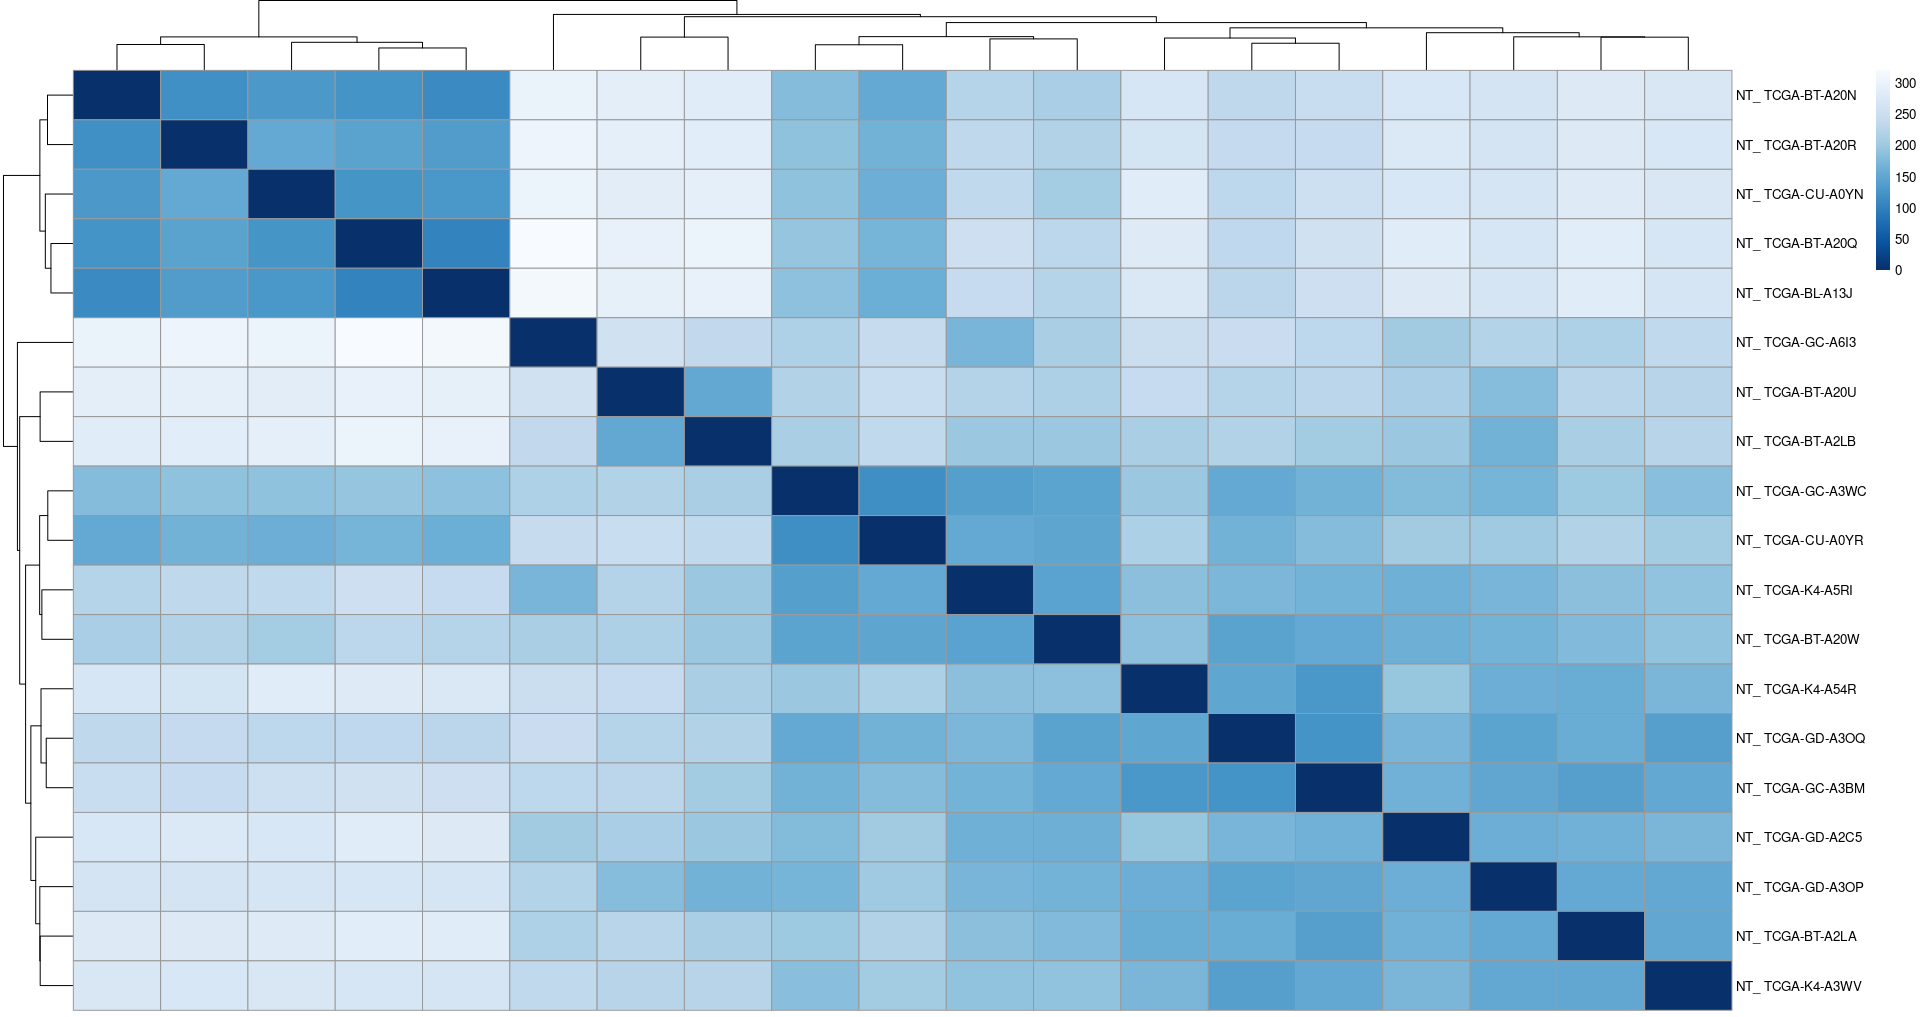 NT_ TCGA-BT-A20N
NT_ TCGA-BT-A20R
NT_ TCGA-CU-A0YN
NT_ TCGA-BT-A20Q
NT_ TCGA-BL-A13J
NT_ TCGA-GC-A6I3
NT_ TCGA-BT-A20U
NT_ TCGA-BT-A2LB
NT_ TCGA-GC-A3WC
NT_ TCGA-CU-A0YR
NT_ TCGA-K4-A5RI
NT_ TCGA-BT-A20W
NT_ TCGA-K4-A54R
NT_ TCGA-GD-A3OQ
NT_ TCGA-GC-A3BM
NT_ TCGA-GD-A2C5
NT_ TCGA-GD-A3OP
NT_ TCGA-BT-A2LA
NT_ TCGA-K4-A3WV
300
250
200
150
100
50
0